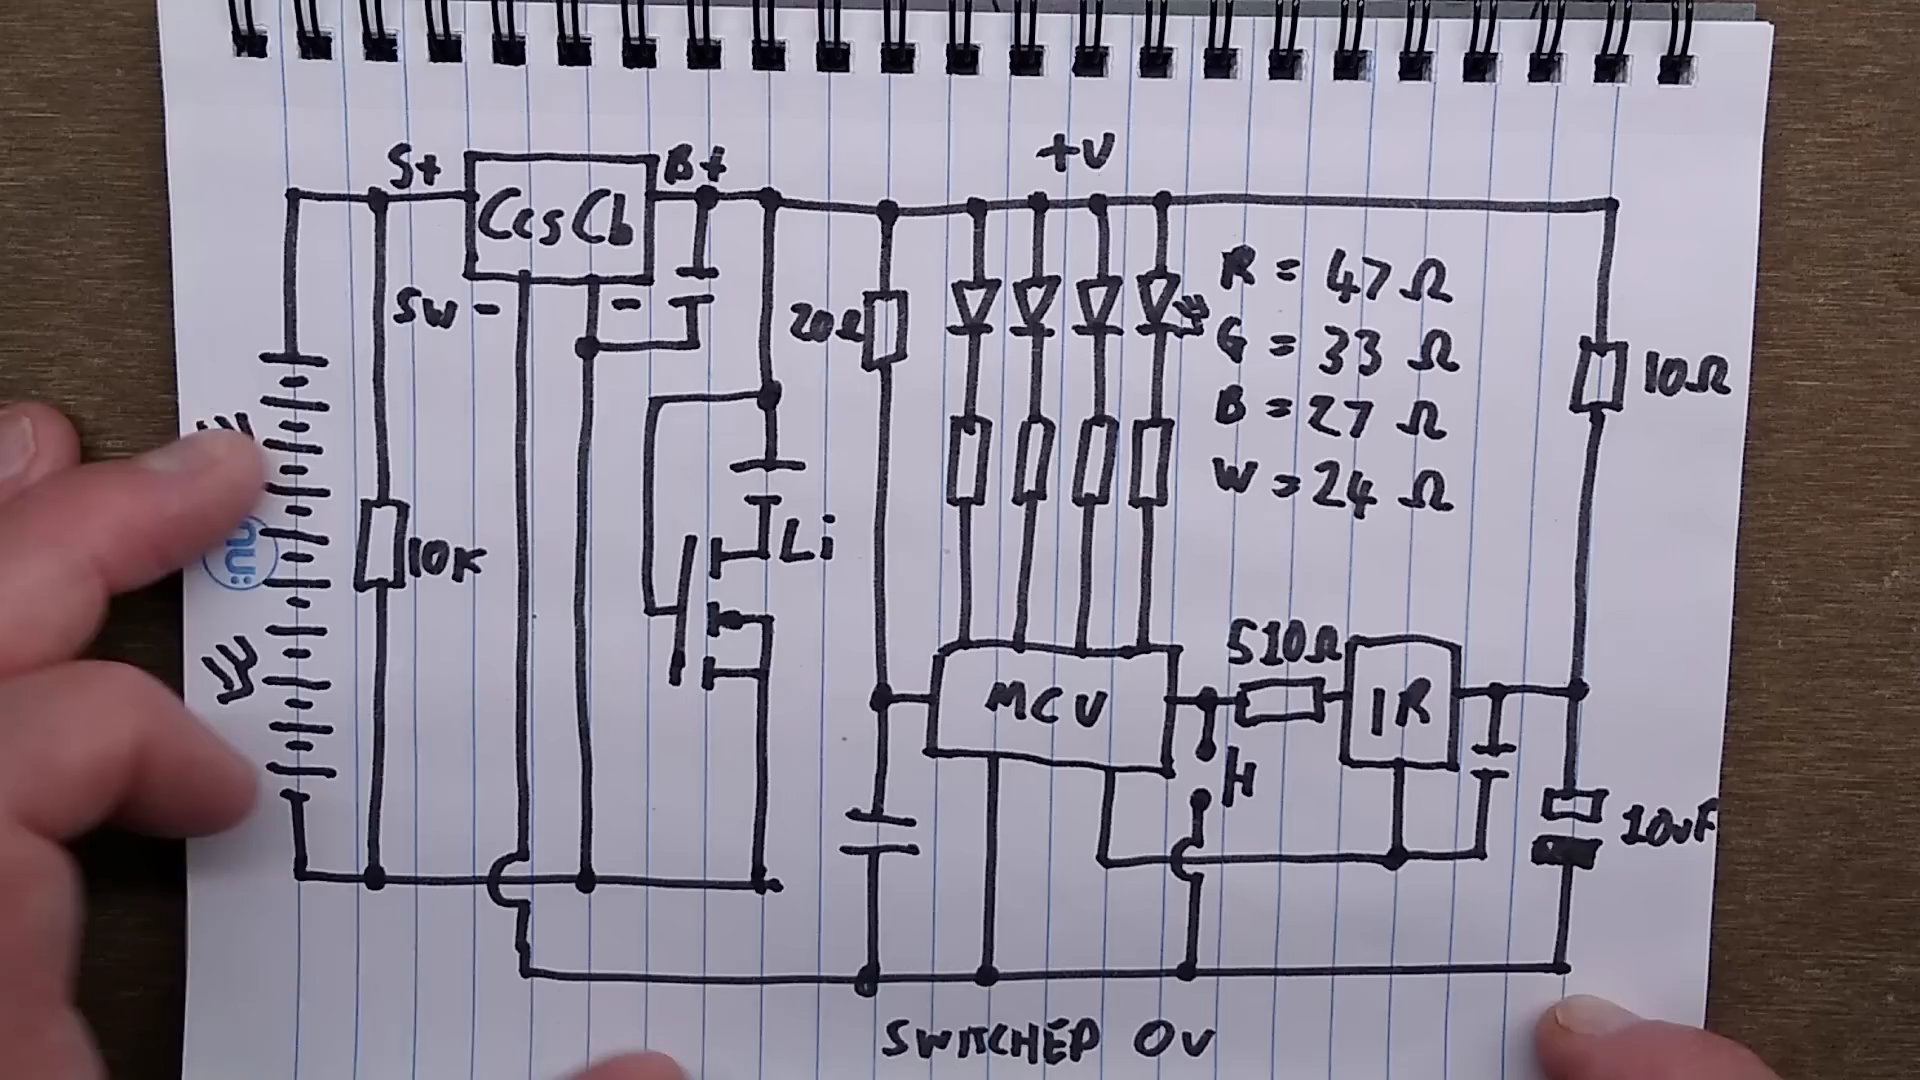 S+
CcsCb
B+
+V
SW -
-
20Ω
R = 47 Ω
G = 33 Ω
B = 27 Ω
W = 24 Ω
10Ω
10K
Li
MCU
510Ω
IR
H
10uF
SWITCHED 0V